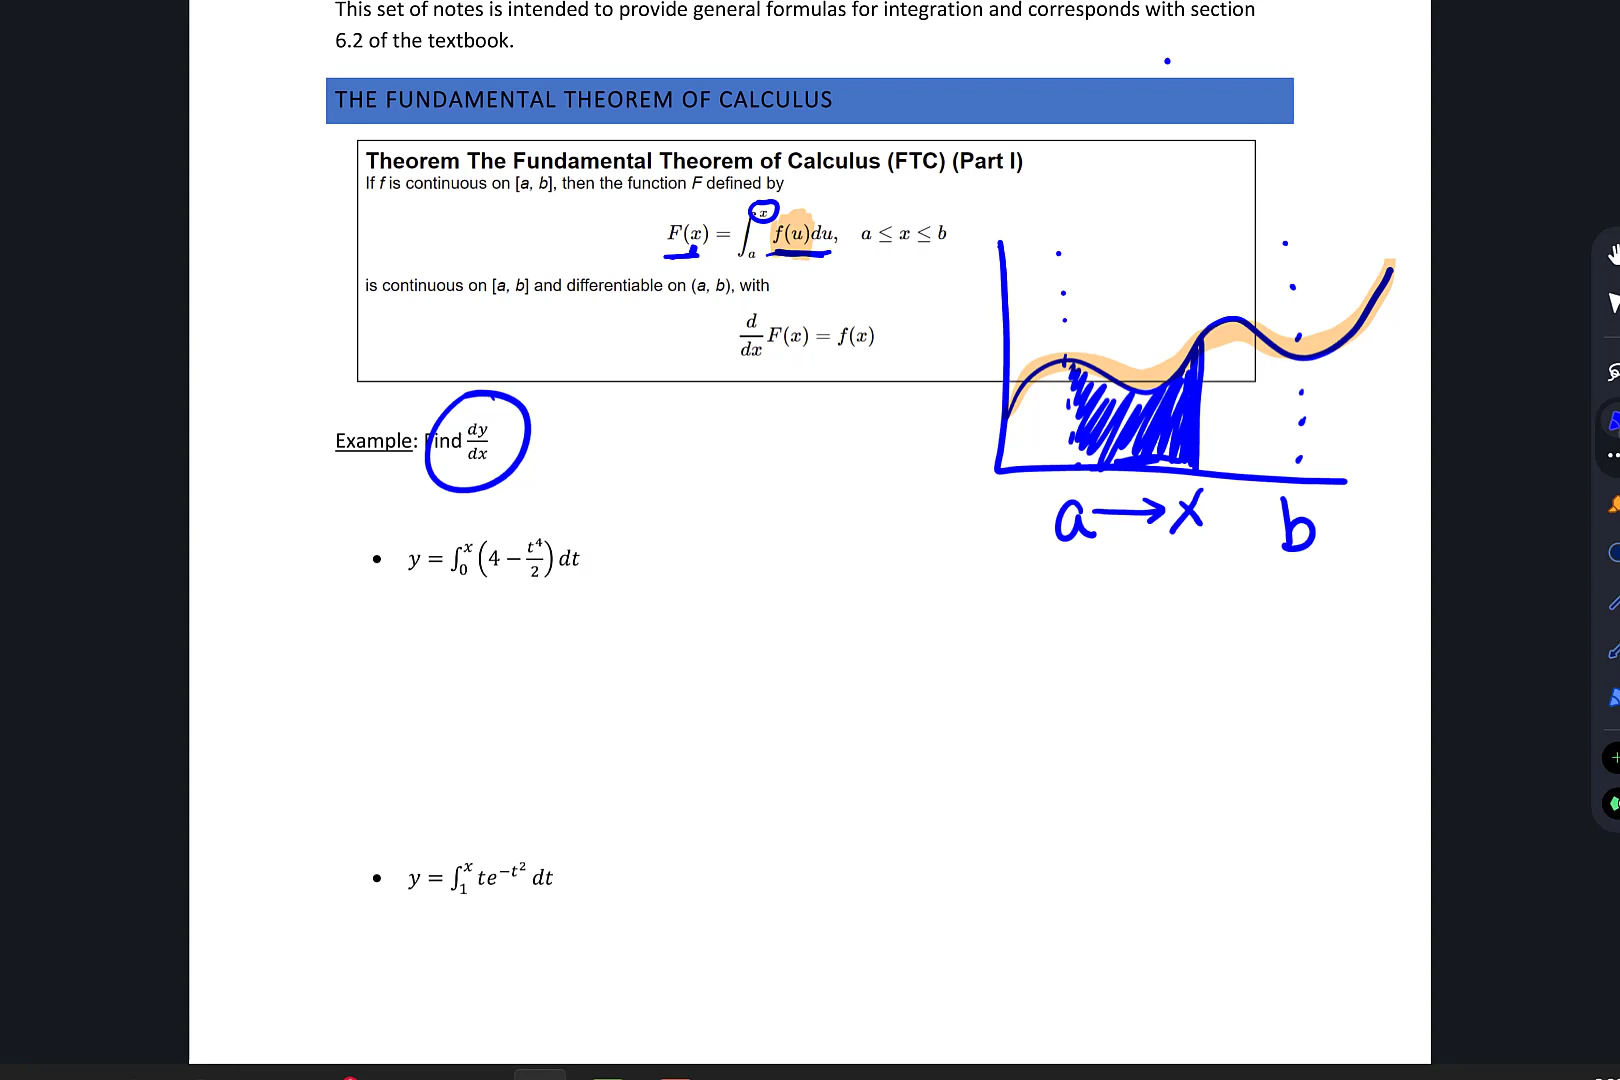 This set of notes is intended to provide general formulas for integration and corresponds with section
6.2 of the textbook.
THE FUNDAMENTAL THEOREM OF CALCULUS
Theorem The Fundamental Theorem of Calculus (FTC) (Part I)
If f is continuous on [a, b], then the function F defined by
F(x) = ∫_a^x f(u)du, a ≤ x ≤ b
is continuous on [a, b] and differentiable on (a, b), with
d/dx F(x) = f(x)
Example: Find dy/dx
a → x b
• y = ∫_0^x (4 − t⁴/2) dt
• y = ∫_1^x te^{−t²} dt